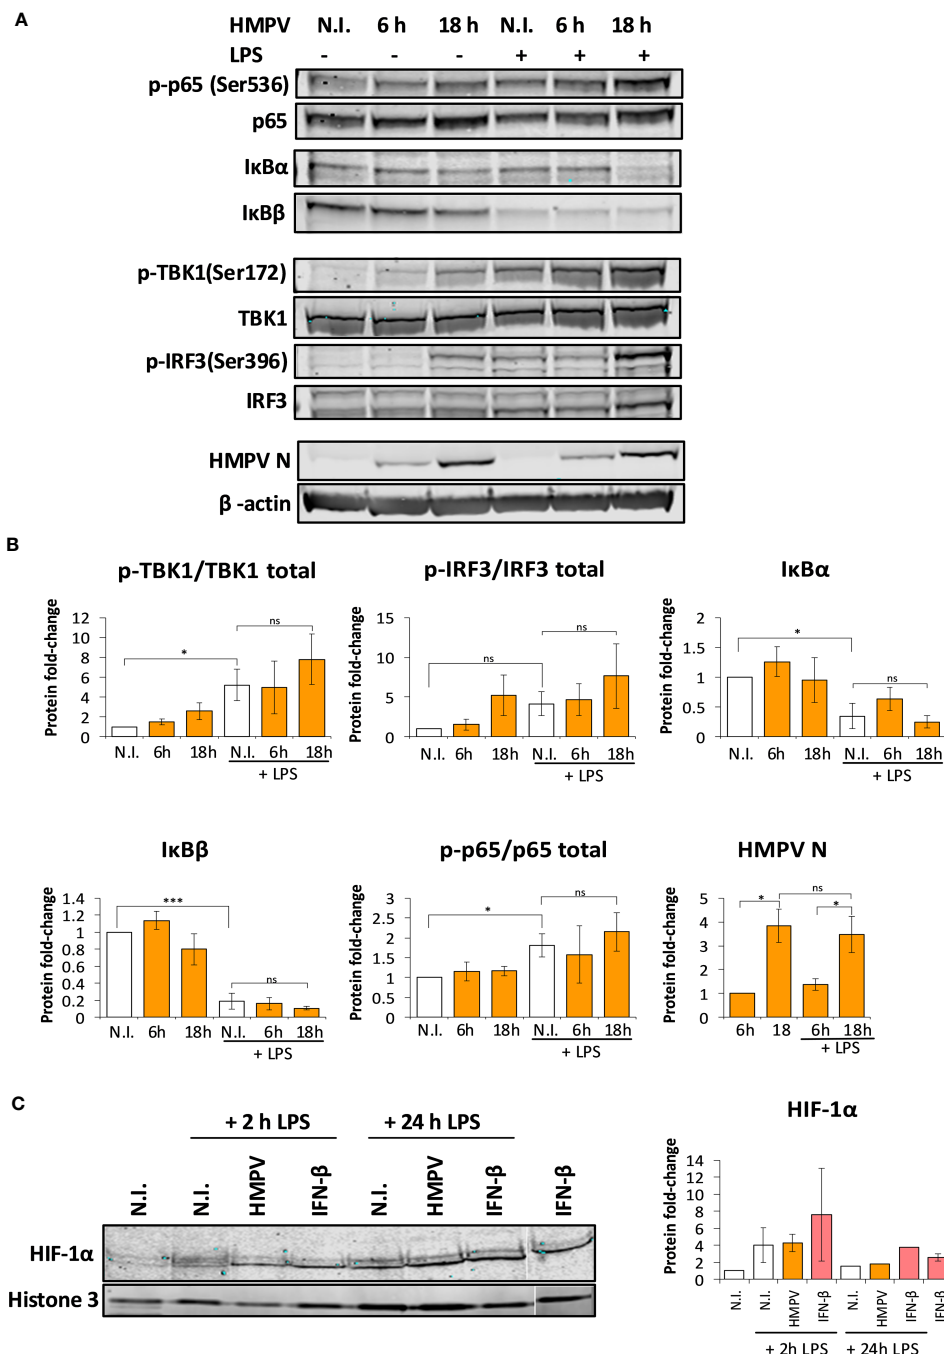 A
HMPV N.I. 6 h 18 h N.I. 6 h 18 h
LPS - - - + + +
p-p65 (Ser536)
p65
IκBα
IκBβ
p-TBK1(Ser172)
TBK1
p-IRF3(Ser396)
IRF3
HMPV N
β -actin
B
p-TBK1/TBK1 total
Protein fold-change
12
10
8
6
4
2
0
*
ns
N.I. 6h 18h N.I. 6h 18h
+ LPS
p-IRF3/IRF3 total
Protein fold-change
15
10
5
0
ns
ns
N.I. 6h 18h N.I. 6h 18h
+ LPS
IκBα
Protein fold-change
2
1.5
1
0.5
0
*
ns
N.I. 6h 18h N.I. 6h 18h
+ LPS
IκBβ
Protein fold-change
1.4
1.2
1
0.8
0.6
0.4
0.2
0
***
ns
N.I. 6h 18h N.I. 6h 18h
+ LPS
p-p65/p65 total
Protein fold-change
3
2.5
2
1.5
1
0.5
0
*
ns
N.I. 6h 18h N.I. 6h 18h
+ LPS
HMPV N
Protein fold-change
5
4
3
2
1
0
*
ns
*
6h 18 6h 18h
+ LPS
C
+ 2 h LPS + 24 h LPS
N.I. N.I. HMPV IFN-β N.I. HMPV IFN-β IFN-β
HIF-1α
Histone 3
HIF-1α
Protein fold-change
14
12
10
8
6
4
2
0
N.I. N.I. HMPV IFN-β N.I. HMPV IFN-β IFN-β
+ 2h LPS + 24h LPS